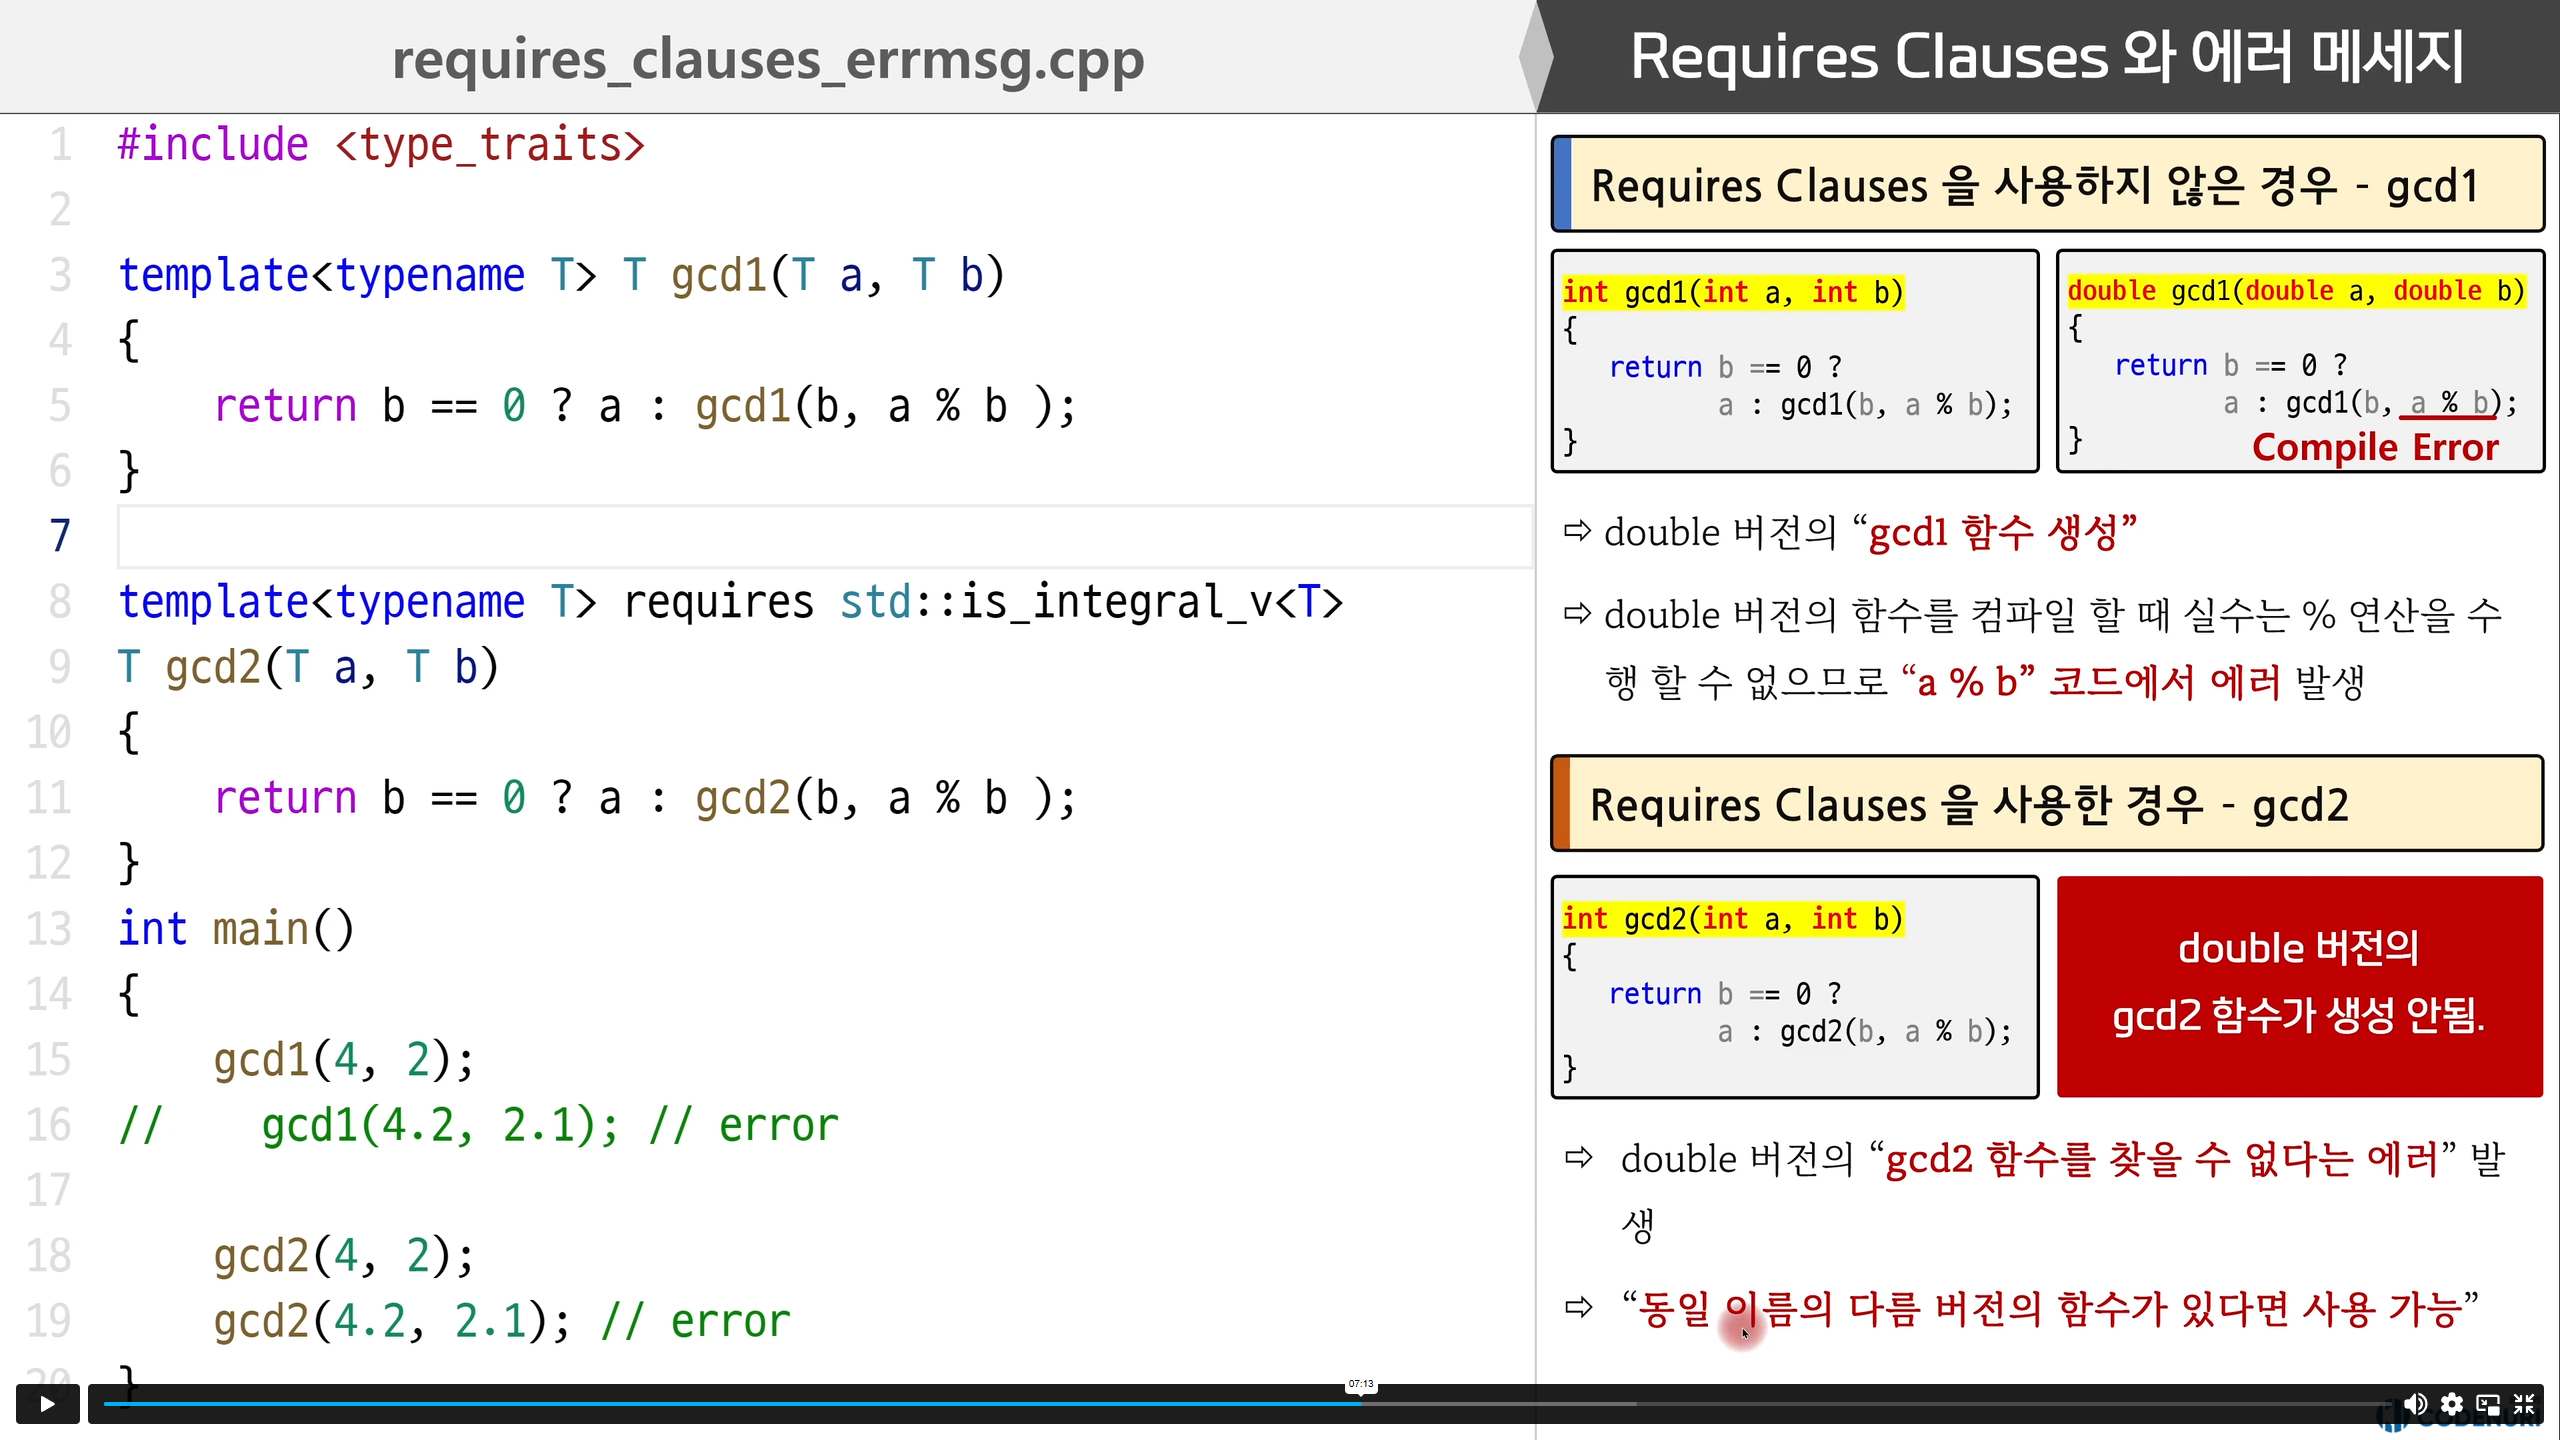 requires_clauses_errmsg.cpp
Requires Clauses 와 에러 메세지
1 #include <type_traits>
2
3 template<typename T> T gcd1(T a, T b)
4 {
5     return b == 0 ? a : gcd1(b, a % b );
6 }
7
8 template<typename T> requires std::is_integral_v<T>
9 T gcd2(T a, T b)
10 {
11     return b == 0 ? a : gcd2(b, a % b );
12 }
13 int main()
14 {
15     gcd1(4, 2);
16 //    gcd1(4.2, 2.1); // error
17
18     gcd2(4, 2);
19     gcd2(4.2, 2.1); // error
20 }
Requires Clauses 을 사용하지 않은 경우 - gcd1
int gcd1(int a, int b)
{
return b == 0 ?
a : gcd1(b, a % b);
}
double gcd1(double a, double b)
{
return b == 0 ?
a : gcd1(b, a % b);
}
Compile Error
⇨ double 버전의 “gcd1 함수 생성”
⇨ double 버전의 함수를 컴파일 할 때 실수는 % 연산을 수
행 할 수 없으므로 “a % b” 코드에서 에러 발생
Requires Clauses 을 사용한 경우 - gcd2
int gcd2(int a, int b)
{
return b == 0 ?
a : gcd2(b, a % b);
}
double 버전의
gcd2 함수가 생성 안됨.
⇨ double 버전의 “gcd2 함수를 찾을 수 없다는 에러” 발
생
⇨ “동일 이름의 다름 버전의 함수가 있다면 사용 가능”
07:13
CODENURI